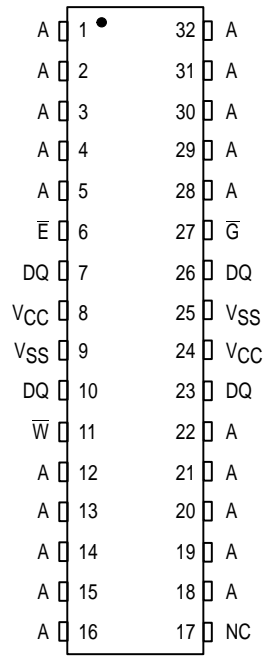 A 1 32 A
A 2 31 A
A 3 30 A
A 4 29 A
A 5 28 A
E̅ 6 27 G̅
DQ 7 26 DQ
VCC 8 25 VSS
VSS 9 24 VCC
DQ 10 23 DQ
W̅ 11 22 A
A 12 21 A
A 13 20 A
A 14 19 A
A 15 18 A
A 16 17 NC